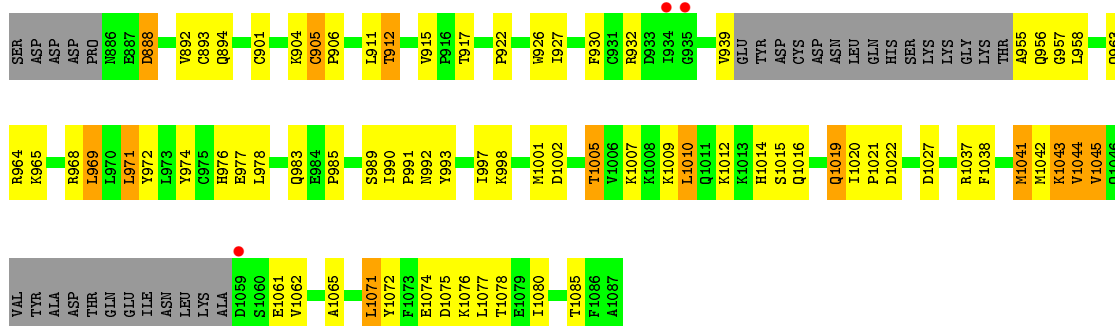 SER ASP ASP ASP PRO N886 E887 D888 V892 C893 Q894 C901 K904 C905 P906 L911 T912 V915 P916 T917 P922 W926 I927 F930 C931 R932 D933 I934 G935 V939 GLU TYR ASP CYS ASP ASN LEU GLN HIS SER LYS LYS GLY LYS THR A955 Q956 G957 L958
R964 K965 R968 L969 L970 L971 Y972 L973 Y974 C975 H976 E977 L978 Q983 E984 P985 S989 I990 P991 N992 Y993 I997 K998 M1001 D1002 T1005 V1006 K1007 K1008 K1009 L1010 Q1011 K1012 K1013 H1014 S1015 Q1016 Q1019 I1020 P1021 D1022 D1027 R1037 F1038 M1041 M1042 K1043 V1044 V1045
VAL TYR ALA ASP THR GLN GLU ILE ASN LEU LYS ALA D1059 S1060 E1061 V1062 A1065 L1071 Y1072 F1073 E1074 D1075 K1076 L1077 T1078 E1079 I1080 T1085 F1086 A1087